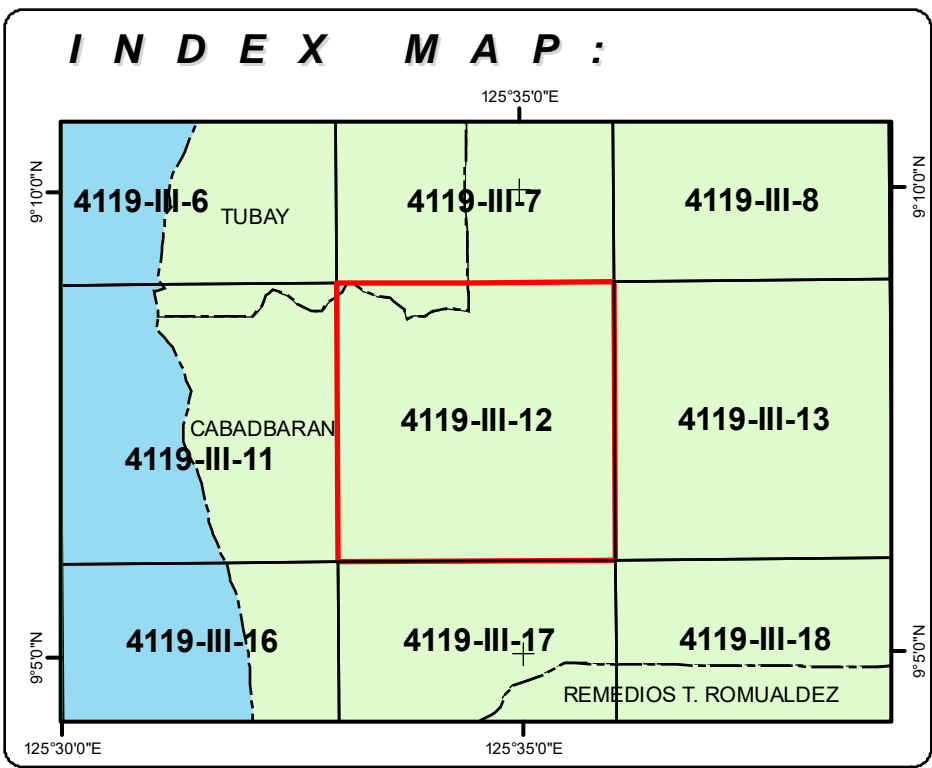 INDEX MAP:
125°35'0"E
9°10'0"N
9°10'0"N
4119-III-6
4119-III-7
4119-III-8
TUBAY
CABADBARAN
4119-III-11
4119-III-12
4119-III-13
4119-III-16
4119-III-17
4119-III-18
9°5'0"N
9°5'0"N
REMEDIOS T. ROMUALDEZ
125°30'0"E
125°35'0"E